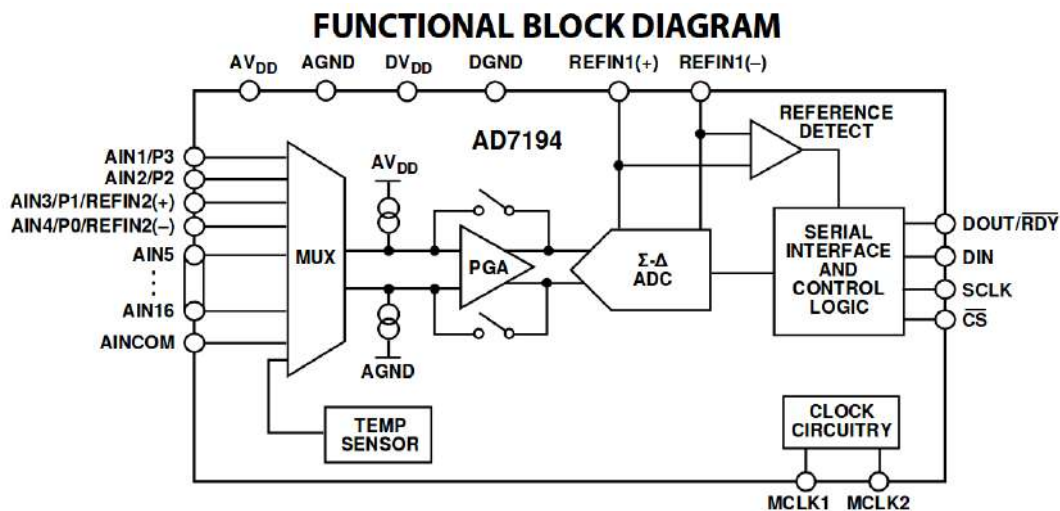 FUNCTIONAL BLOCK DIAGRAM
AVDD AGND DVDD DGND REFIN1(+) REFIN1(–)
AD7194
REFERENCE
DETECT
AIN1/P3
AIN2/P2
AIN3/P1/REFIN2(+)
AIN4/P0/REFIN2(–)
AIN5
AIN16
AINCOM
MUX
AVDD
AGND
PGA
Σ-Δ
ADC
SERIAL
INTERFACE
AND
CONTROL
LOGIC
DOUT/RDY
DIN
SCLK
CS
TEMP
SENSOR
CLOCK
CIRCUITRY
MCLK1 MCLK2